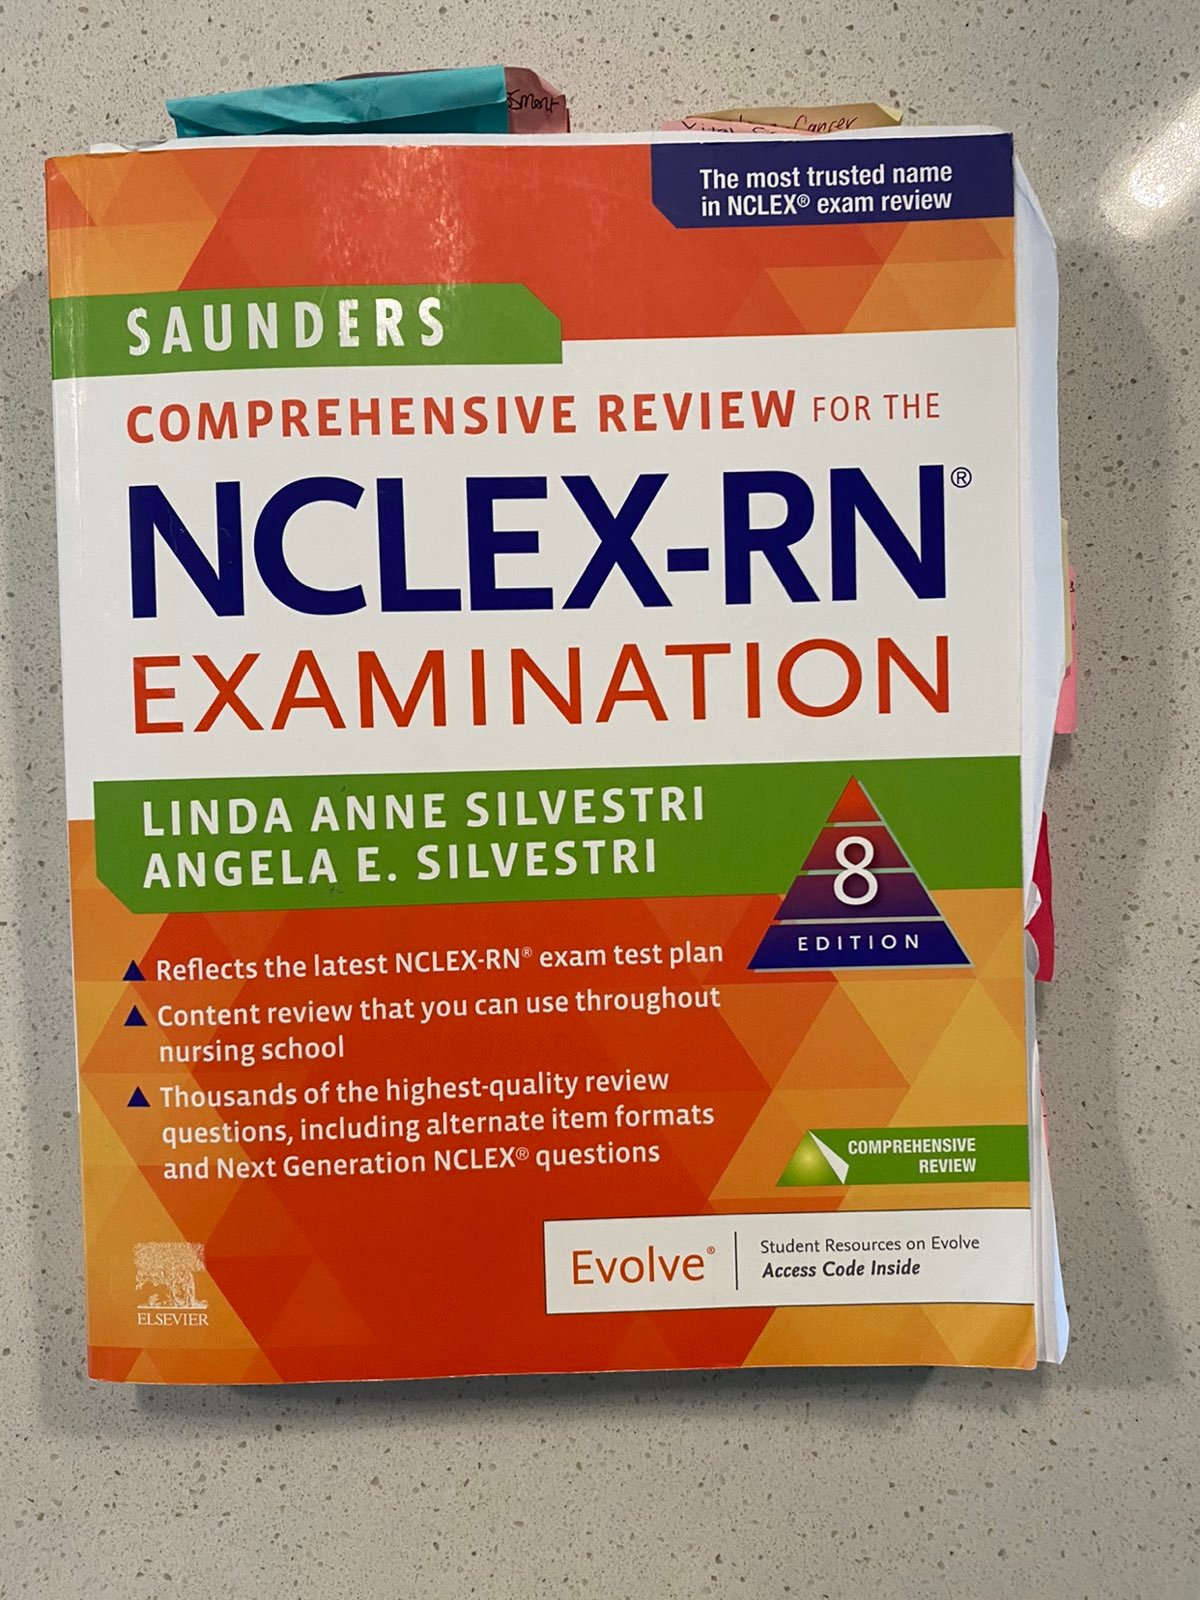 Cancer
The most trusted name
in NCLEX® exam review
SAUNDERS
COMPREHENSIVE REVIEW FOR THE
NCLEX-RN®
EXAMINATION
LINDA ANNE SILVESTRI
ANGELA E. SILVESTRI
8
EDITION
▲ Reflects the latest NCLEX-RN® exam test plan
▲ Content review that you can use throughout
nursing school
▲ Thousands of the highest-quality review
questions, including alternate item formats
and Next Generation NCLEX® questions
COMPREHENSIVE
REVIEW
Evolve®
Student Resources on Evolve
Access Code Inside
ELSEVIER